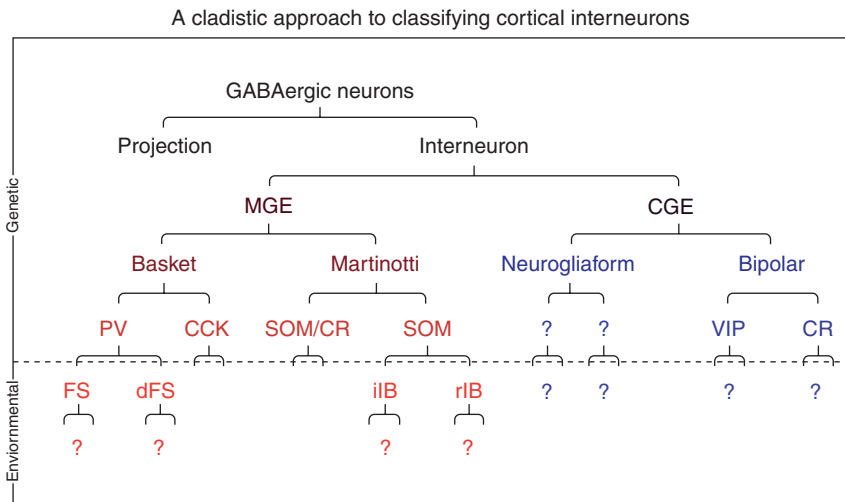 A cladistic approach to classifying cortical interneurons
GABAergic neurons
Projection Interneuron
Genetic
MGE CGE
Basket Martinotti Neurogliaform Bipolar
PV CCK SOM/CR SOM ? ? VIP CR
Enviornmental
FS dFS iIB rIB ? ? ? ?
? ? ? ?